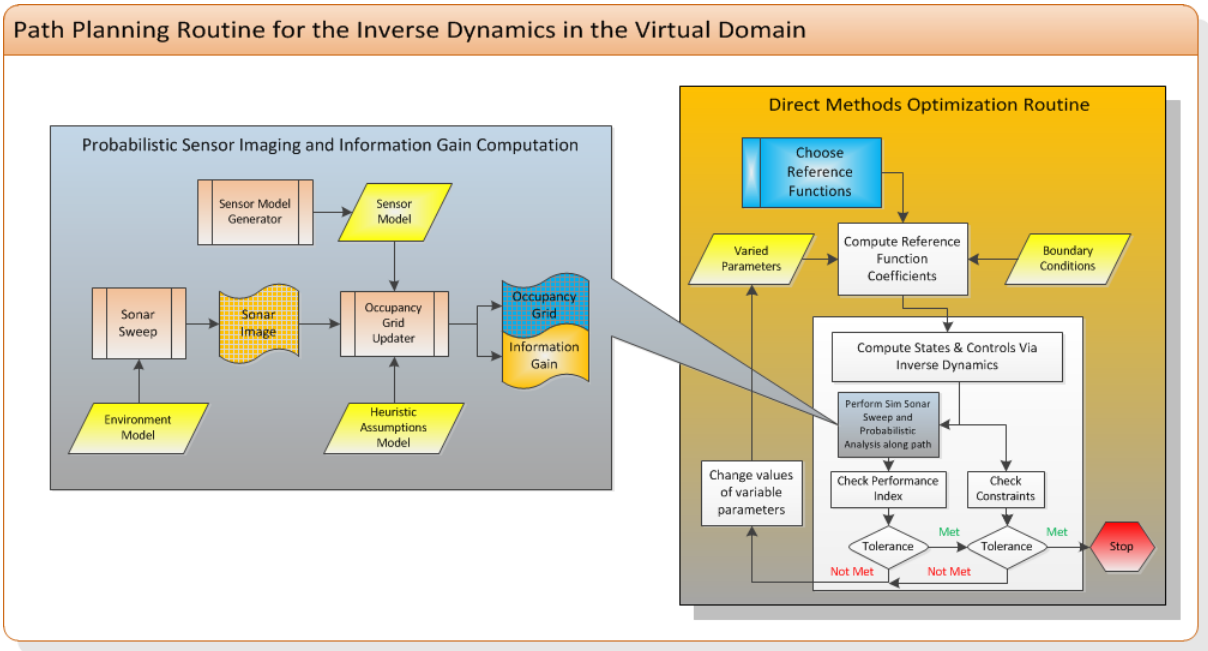 Path Planning Routine for the Inverse Dynamics in the Virtual Domain
Probabilistic Sensor Imaging and Information Gain Computation
Sensor Model
Generator
Sensor
Model
Sonar
Sweep
Sonar
Image
Occupancy
Grid
Updater
Occupancy
Grid
Information
Gain
Environment
Model
Heuristic
Assumptions
Model
Direct Methods Optimization Routine
Choose
Reference
Functions
Varied
Parameters
Compute Reference
Function
Coefficients
Boundary
Conditions
Compute States & Controls Via
Inverse Dynamics
Perform Sim Sonar
Sweep and
Probabilistic
Analysis along path
Change values
of variable
parameters
Check Performance
Index
Check
Constraints
Tolerance
Met
Tolerance
Met
Stop
Not Met
Not Met